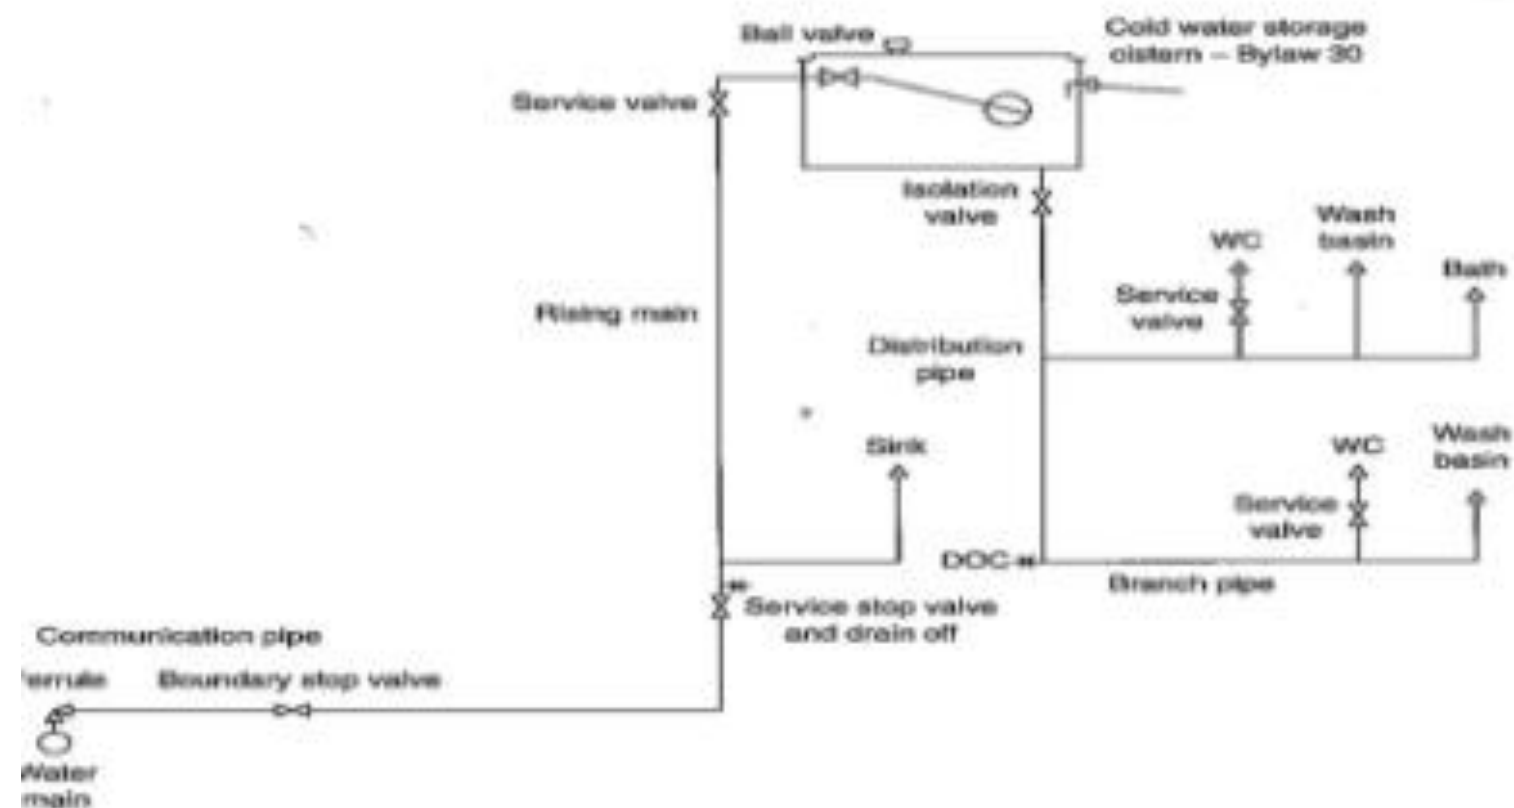 Ball valve
Cold water storage
cistern – Bylaw 30
Service valve
Isolation
valve
WC
Wash
basin
Bath
Service
valve
Rising main
Distribution
pipe
Sink
WC
Wash
basin
Service
valve
DOC
Branch pipe
Service stop valve
and drain off
Communication pipe
errule
Boundary stop valve
Water
main